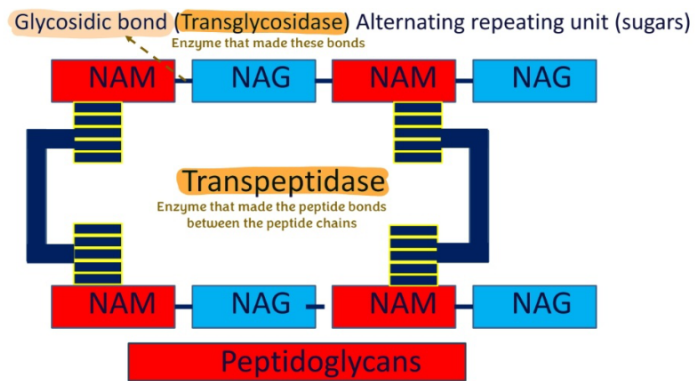 Glycosidic bond (Transglycosidase) Alternating repeating unit (sugars)
Enzyme that made these bonds
NAM NAG NAM NAG
Transpeptidase
Enzyme that made the peptide bonds
between the peptide chains
NAM NAG NAM NAG
Peptidoglycans